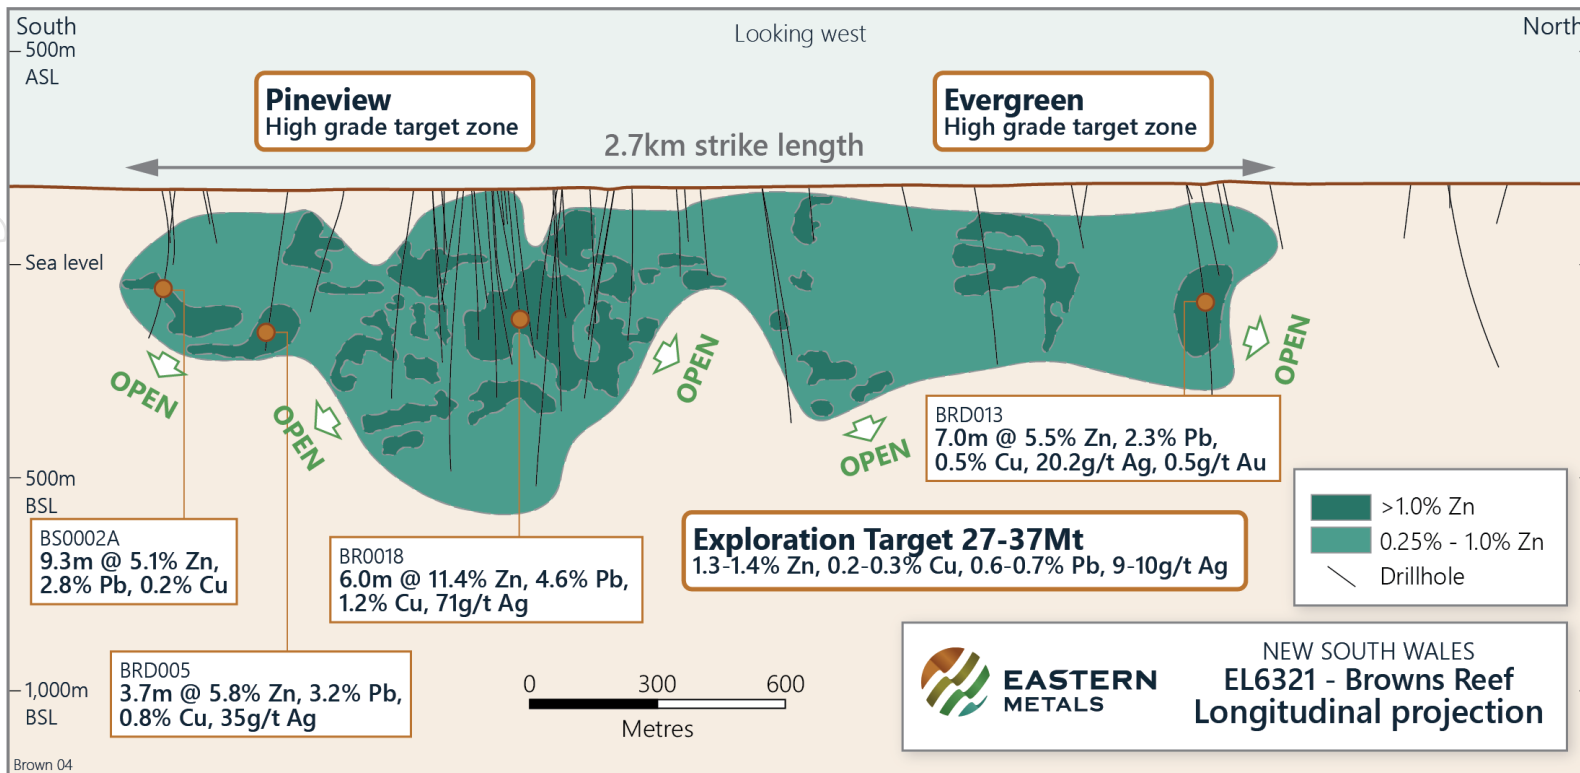 South
Looking west
North
500m
ASL
Pineview
High grade target zone
Evergreen
High grade target zone
2.7km strike length
Sea level
OPEN
OPEN
OPEN
OPEN
OPEN
500m
BSL
BRD013
7.0m @ 5.5% Zn, 2.3% Pb,
0.5% Cu, 20.2g/t Ag, 0.5g/t Au
>1.0% Zn
0.25% - 1.0% Zn
Drillhole
BS0002A
9.3m @ 5.1% Zn,
2.8% Pb, 0.2% Cu
BR0018
6.0m @ 11.4% Zn, 4.6% Pb,
1.2% Cu, 71g/t Ag
Exploration Target 27-37Mt
1.3-1.4% Zn, 0.2-0.3% Cu, 0.6-0.7% Pb, 9-10g/t Ag
BRD005
3.7m @ 5.8% Zn, 3.2% Pb,
0.8% Cu, 35g/t Ag
1,000m
BSL
0 300 600
Metres
EASTERN
METALS
NEW SOUTH WALES
EL6321 - Browns Reef
Longitudinal projection
Brown 04